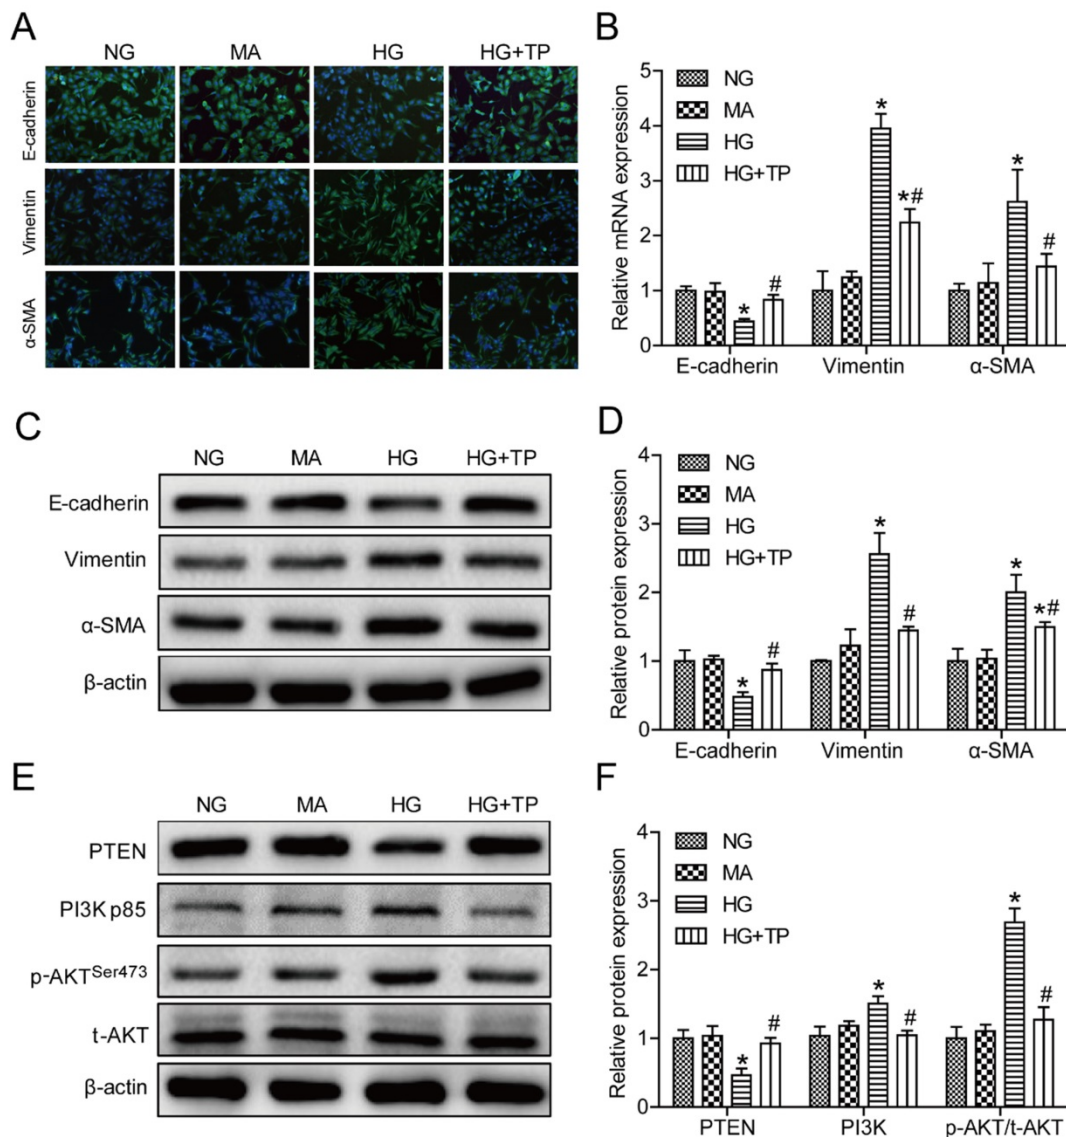 A
NG MA HG HG+TP
E-cadherin
Vimentin
α-SMA
B
Relative mRNA expression
5
4
3
2
1
0
NG
MA
HG
HG+TP
*
#
*
*#
*
#
E-cadherin Vimentin α-SMA
C
NG MA HG HG+TP
E-cadherin
Vimentin
α-SMA
β-actin
D
Relative protein expression
4
3
2
1
0
NG
MA
HG
HG+TP
*
#
*
#
*
*#
E-cadherin Vimentin α-SMA
E
NG MA HG HG+TP
PTEN
PI3K p85
p-AKTSer473
t-AKT
β-actin
F
Relative protein expression
4
3
2
1
0
NG
MA
HG
HG+TP
*
#
*
#
*
#
PTEN PI3K p-AKT/t-AKT